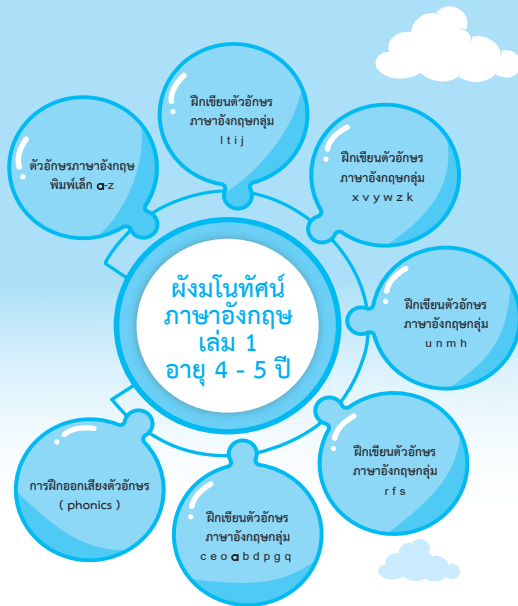 ผังมโนทัศน์
ภาษาอังกฤษ
เล่ม 1
อายุ 4 - 5 ปี
ตัวอักษรภาษาอังกฤษ
พิมพ์เล็ก a-z
ฝึกเขียนตัวอักษร
ภาษาอังกฤษกลุ่ม
l t i j
ฝึกเขียนตัวอักษร
ภาษาอังกฤษกลุ่ม
x v y w z k
ฝึกเขียนตัวอักษร
ภาษาอังกฤษกลุ่ม
u n m h
ฝึกเขียนตัวอักษร
ภาษาอังกฤษกลุ่ม
r f s
ฝึกเขียนตัวอักษร
ภาษาอังกฤษกลุ่ม
c e o a b d p g q
การฝึกออกเสียงตัวอักษร
( phonics )